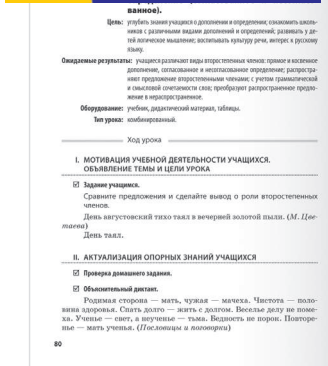 ванное).
Цель: углубить знания учащихся о дополнении и определении; ознакомить школь-
ников с различными видами дополнений и определений; развивать у де-
тей логическое мышление; воспитывать культуру речи, интерес к русскому
языку.
Ожидаемые результаты: учащиеся различают виды второстепенных членов: прямое и косвенное
дополнение, согласованное и несогласованное определение; распростра-
няют предложение второстепенными членами; с учетом грамматической
и смысловой сочетаемости слов; преобразуют распространенное предло-
жение в нераспространенное.
Оборудование: учебник, дидактический материал, таблицы.
Тип урока: комбинированный.
Ход урока
I. МОТИВАЦИЯ УЧЕБНОЙ ДЕЯТЕЛЬНОСТИ УЧАЩИХСЯ.
ОБЪЯВЛЕНИЕ ТЕМЫ И ЦЕЛИ УРОКА
☑ Задание учащимся.
Сравните предложения и сделайте вывод о роли второстепенных
членов.
День августовский тихо таял в вечерней золотой пыли. (М. Цве-
таева)
День таял.
II. АКТУАЛИЗАЦИЯ ОПОРНЫХ ЗНАНИЙ УЧАЩИХСЯ
☑ Проверка домашнего задания.
☑ Объяснительный диктант.
Родимая сторона — мать, чужая — мачеха. Чистота — поло-
вина здоровья. Спать долго — жить с долгом. Веселье делу не поме-
ха. Ученье — свет, а неученье — тьма. Бедность не порок. Повторе-
нье — мать ученья. (Пословицы и поговорки)
80